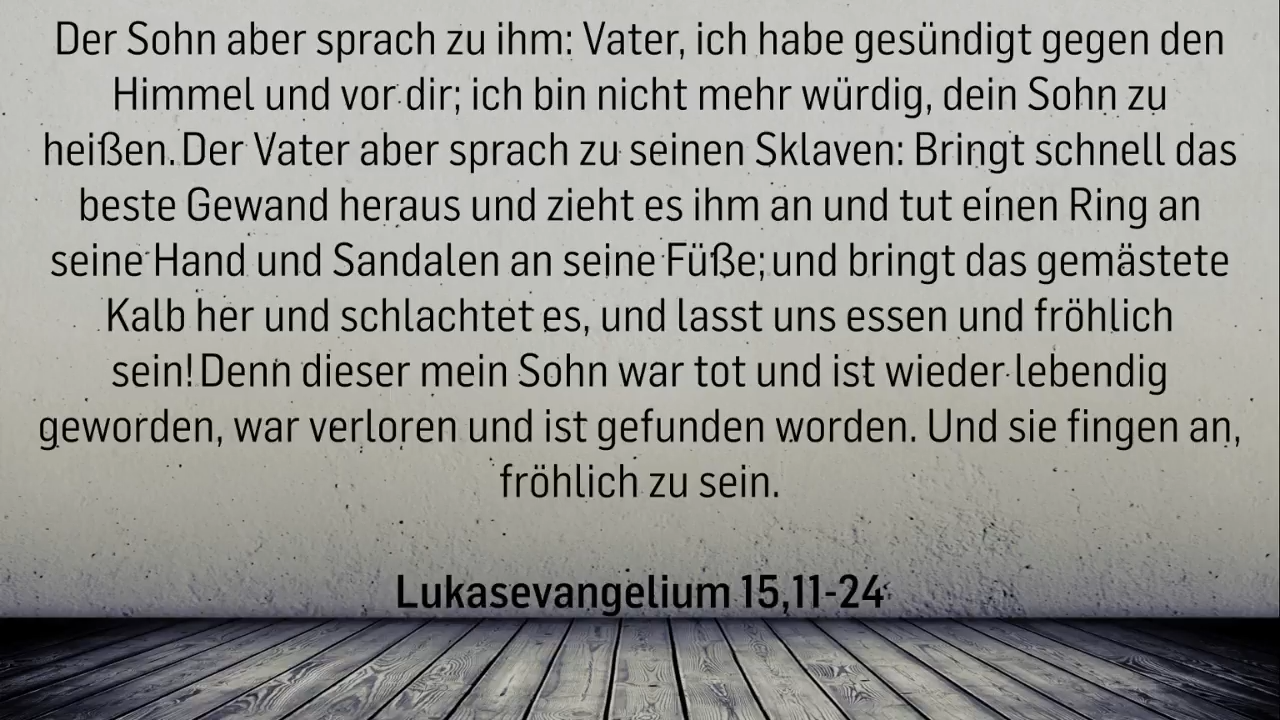 Der Sohn aber sprach zu ihm: Vater, ich habe gesündigt gegen den
Himmel und vor dir; ich bin nicht mehr würdig, dein Sohn zu
heißen.Der Vater aber sprach zu seinen Sklaven: Bringt schnell das
beste Gewand heraus und zieht es ihm an und tut einen Ring an
seine Hand und Sandalen an seine Füße;und bringt das gemästete
Kalb her und schlachtet es, und lasst uns essen und fröhlich
sein!Denn dieser mein Sohn war tot und ist wieder lebendig
geworden, war verloren und ist gefunden worden. Und sie fingen an,
fröhlich zu sein.
Lukasevangelium 15,11-24